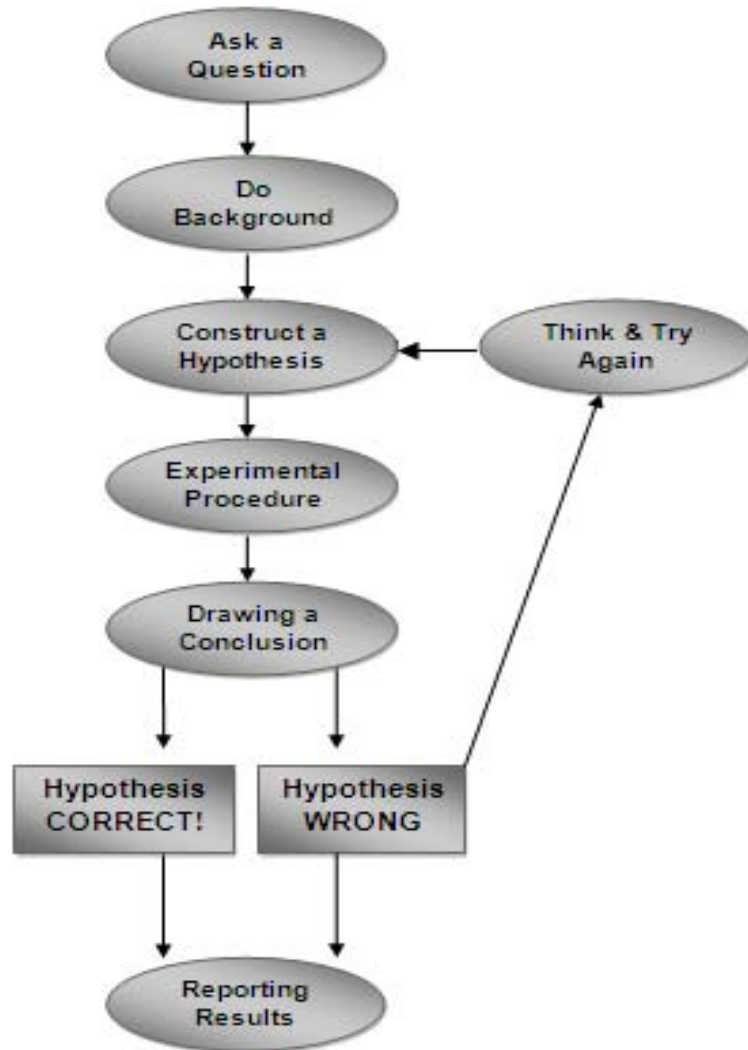 Ask a
Question
Do
Background
Construct a
Hypothesis
Think & Try
Again
Experimental
Procedure
Drawing a
Conclusion
Hypothesis
CORRECT!
Hypothesis
WRONG
Reporting
Results